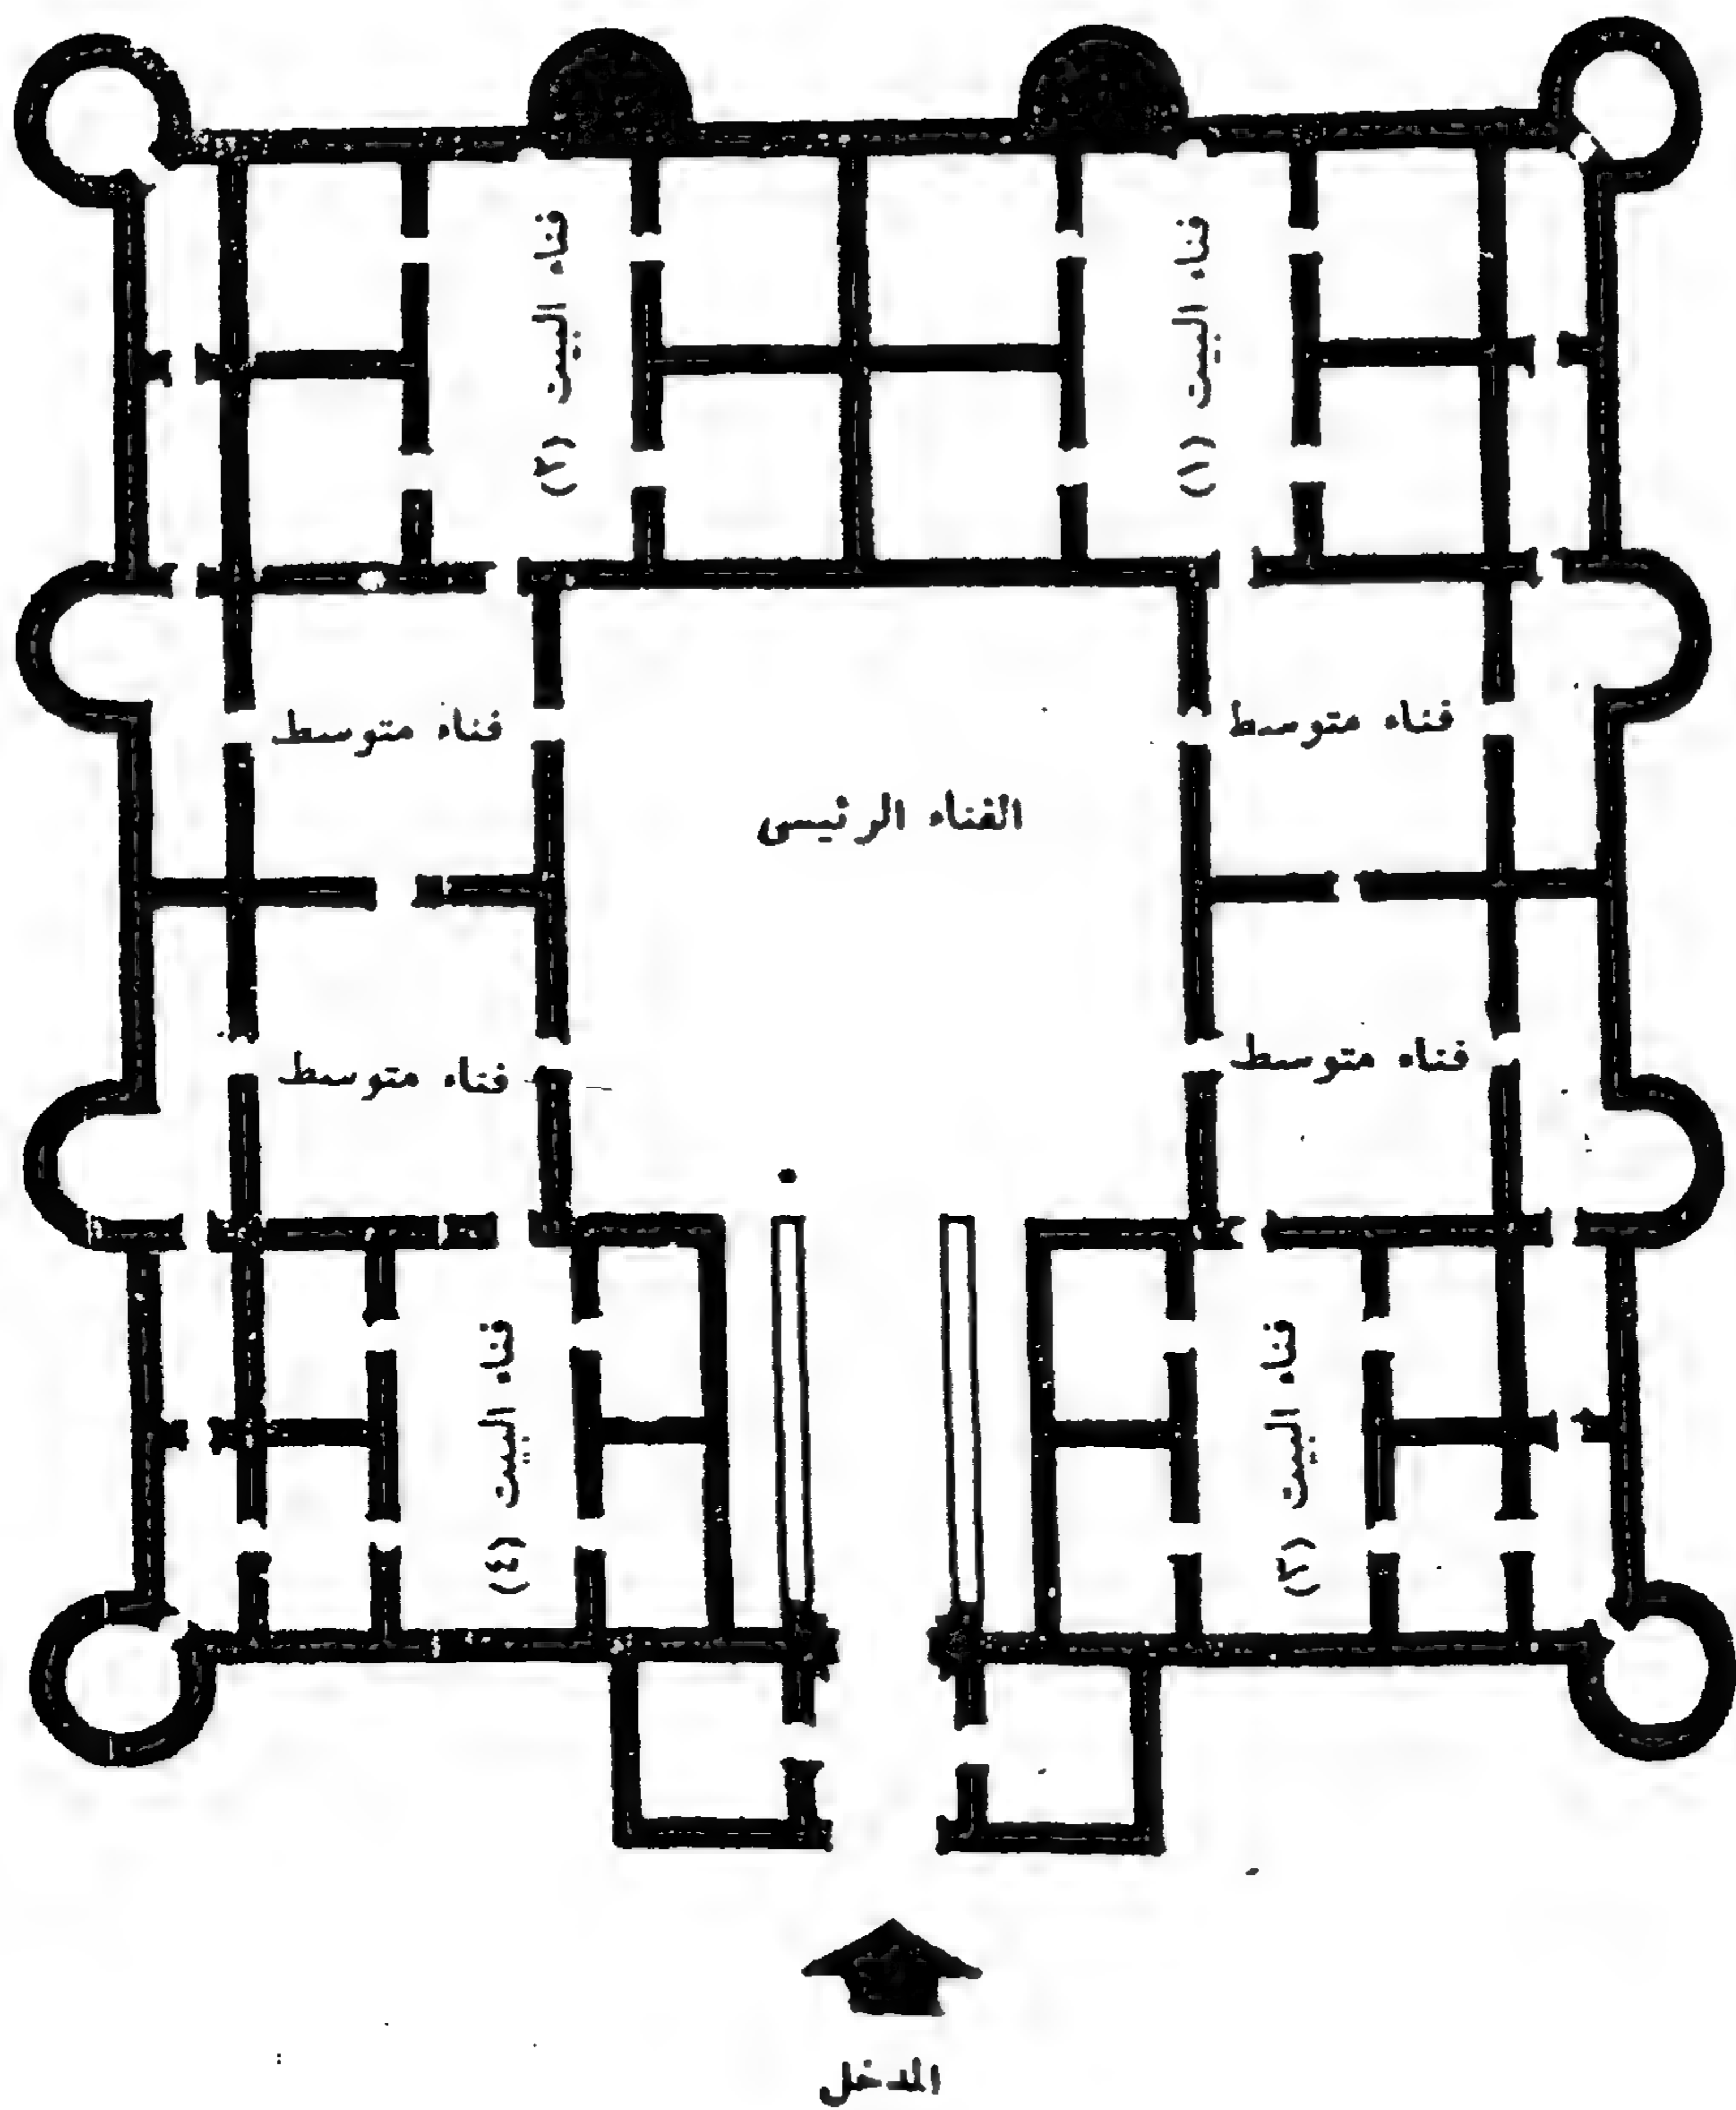 فناء البيت (١)
فناء البيت (٢)
فناء متوسط
فناء متوسط
الفناء الرئيسى
فناء متوسط
فناء متوسط
فناء البيت (٣)
فناء البيت (٤)
المدخل